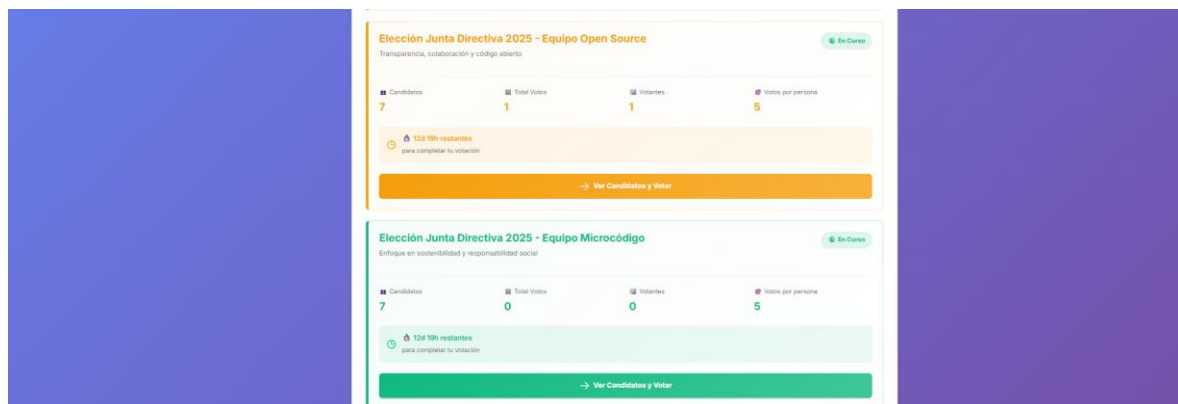 Elección Junta Directiva 2025 - Equipo Open Source
En Curso
Transparencia, colaboración y código abierto
Candidatos Total Votos Votantes Votos por persona
7 1 1 5
12d 19h restantes
para completar tu votación
→ Ver Candidatos y Votar
Elección Junta Directiva 2025 - Equipo Microcódigo
En Curso
Enfoque en sostenibilidad y responsabilidad social
Candidatos Total Votos Votantes Votos por persona
7 0 0 5
12d 19h restantes
para completar tu votación
→ Ver Candidatos y Votar